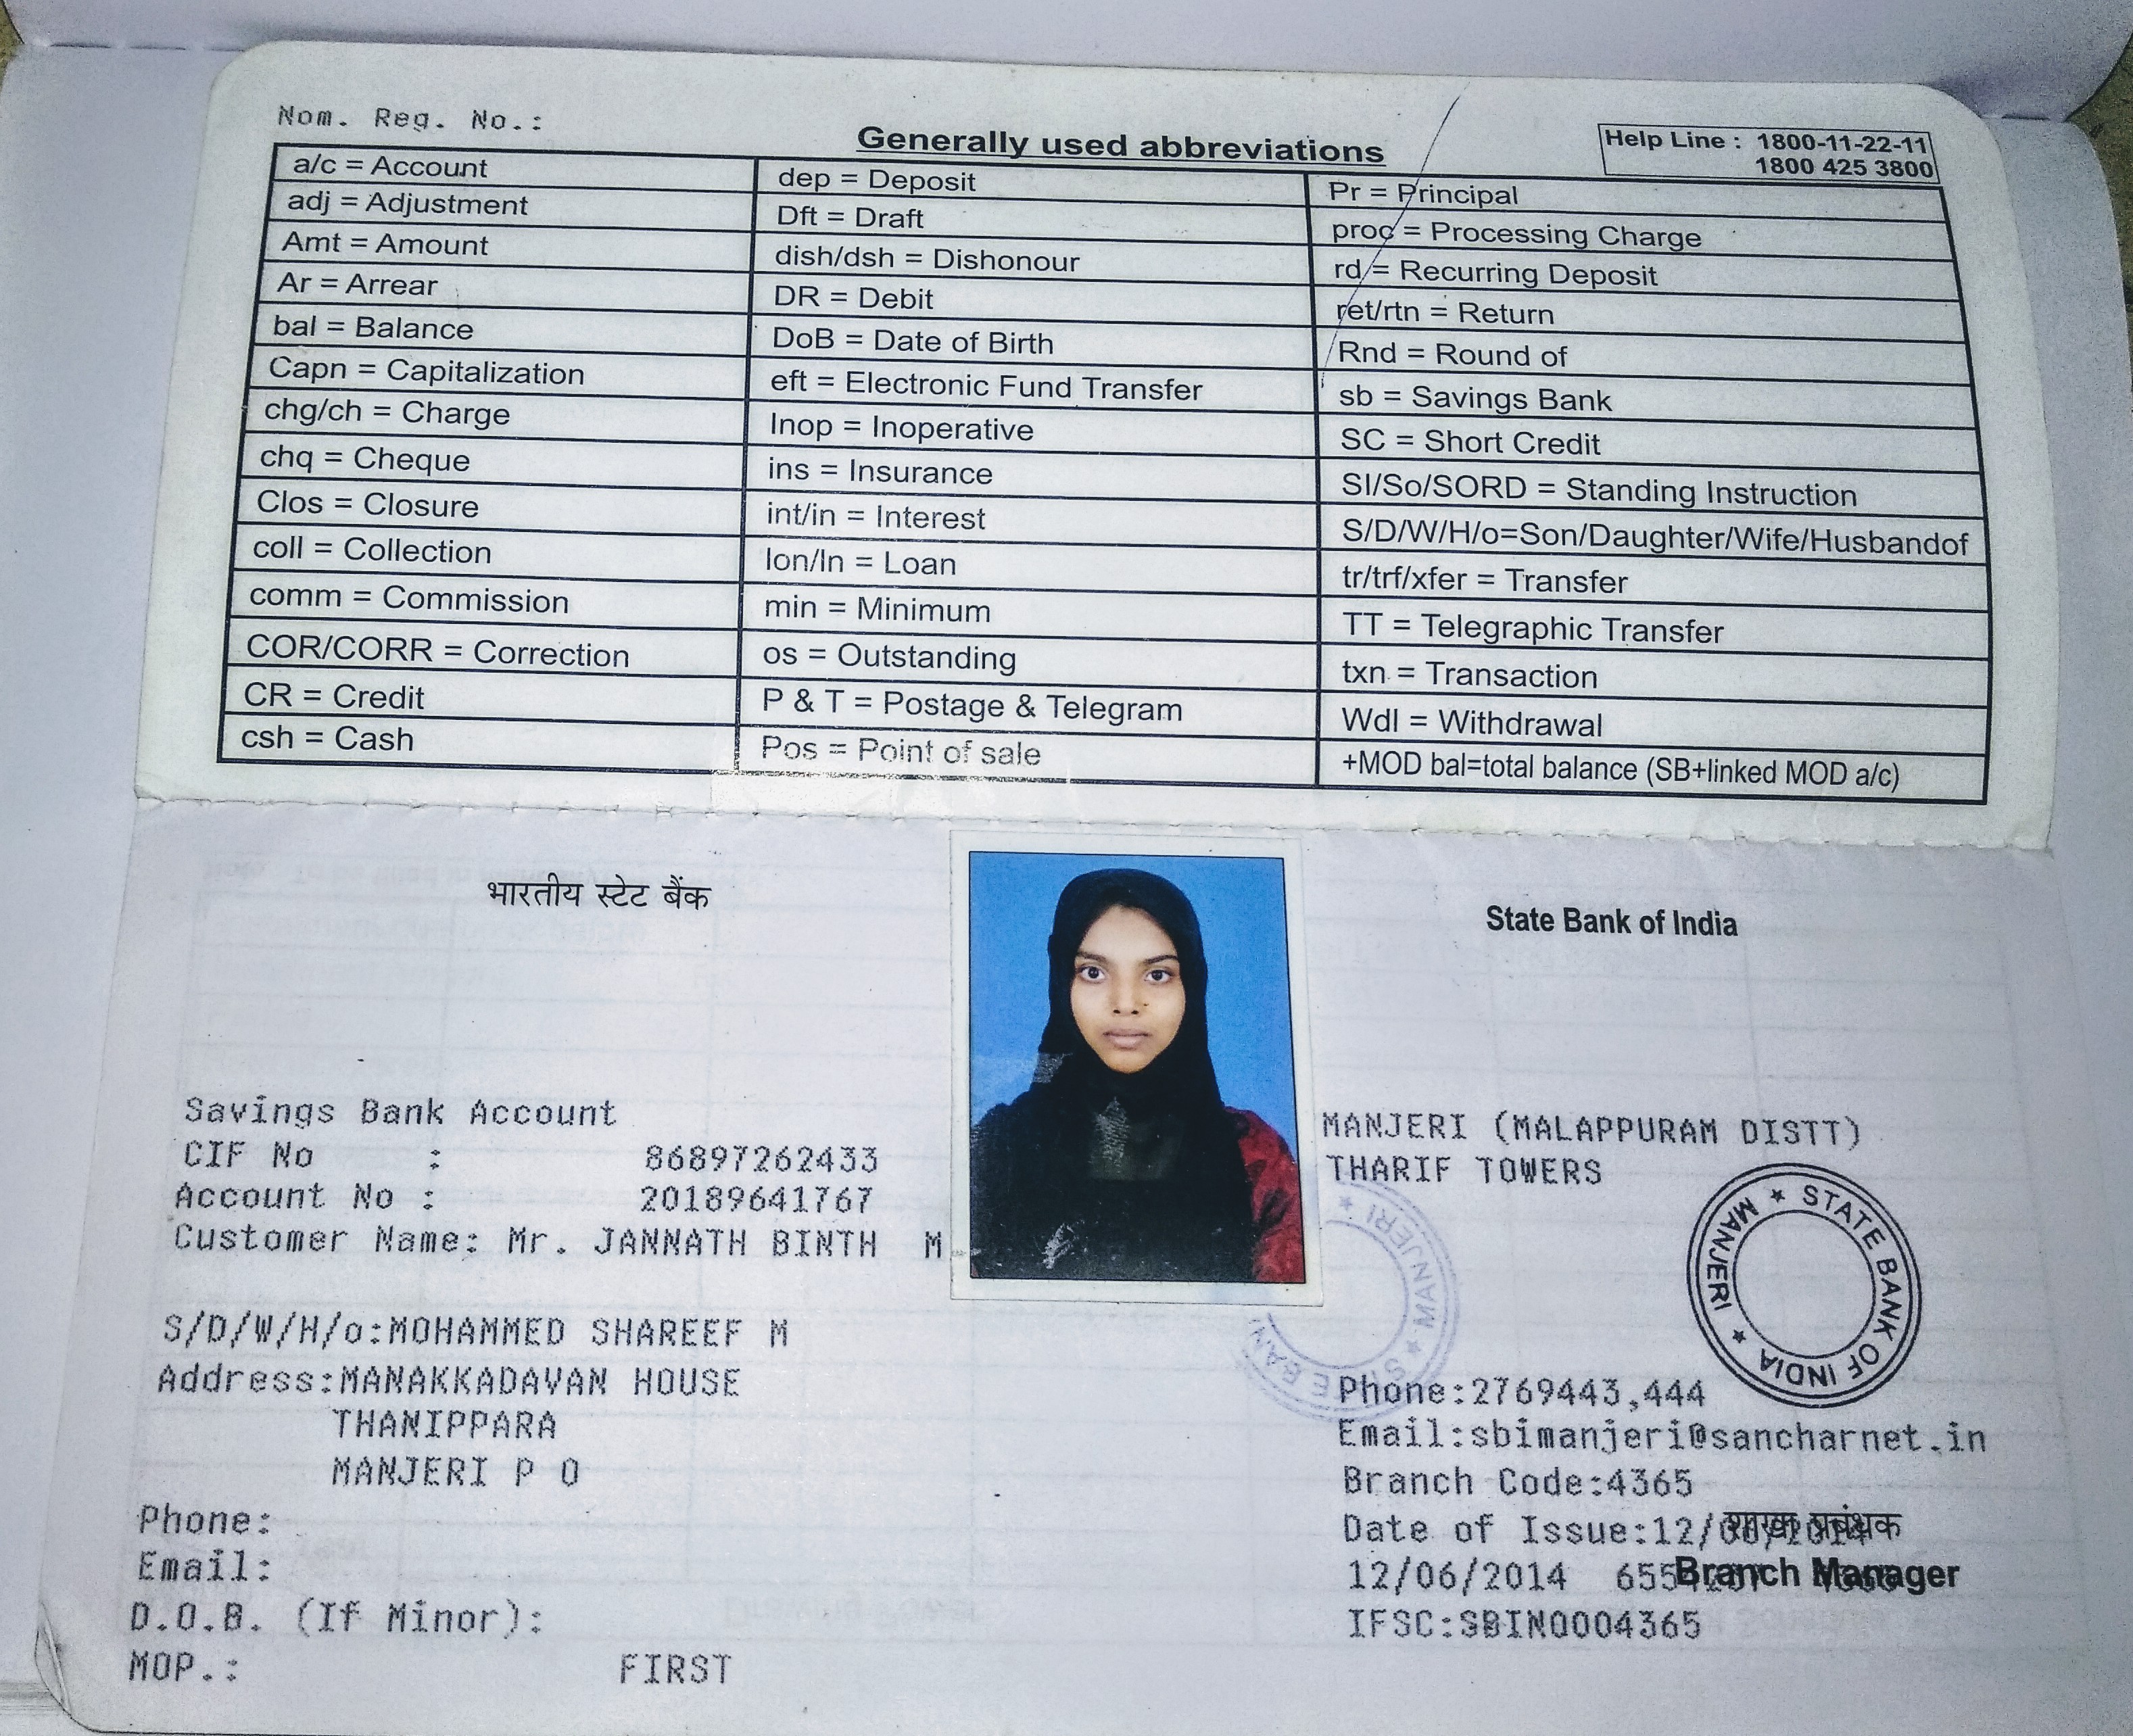 Nom. Reg. No.:
Generally used abbreviations
Help Line : 1800-11-22-11
1800 425 3800
a/c = Account
adj = Adjustment
Amt = Amount
Ar = Arrear
bal = Balance
Capn = Capitalization
chg/ch = Charge
chq = Cheque
Clos = Closure
coll = Collection
comm = Commission
COR/CORR = Correction
CR = Credit
csh = Cash
dep = Deposit
Dft = Draft
dish/dsh = Dishonour
DR = Debit
DoB = Date of Birth
eft = Electronic Fund Transfer
Inop = Inoperative
ins = Insurance
int/in = Interest
lon/ln = Loan
min = Minimum
os = Outstanding
P & T = Postage & Telegram
Pos = Point of sale
Pr = Principal
proc = Processing Charge
rd = Recurring Deposit
ret/rtn = Return
Rnd = Round of
sb = Savings Bank
SC = Short Credit
SI/So/SORD = Standing Instruction
S/D/W/H/o=Son/Daughter/Wife/Husbandof
tr/trf/xfer = Transfer
TT = Telegraphic Transfer
txn = Transaction
Wdl = Withdrawal
+MOD bal=total balance (SB+linked MOD a/c)
भारतीय स्टेट बैंक
State Bank of India
Savings Bank Account
CIF No : 86897262433
Account No : 20189641767
Customer Name: Mr. JANNATH BINTH M
S/D/W/H/o:MOHAMMED SHAREEF M
Address:MANAKKADAVAN HOUSE
THANIPPARA
MANJERI P O
Phone:
Email:
D.O.B. (If Minor):
MOP.: FIRST
MANJERI (MALAPPURAM DISTT)
THARIF TOWERS
STATE BANK OF INDIA
MANJERI
Phone:2769443,444
Email:sbimanjeri@sancharnet.in
Branch Code:4365
Date of Issue:12/06/2014
शाखा प्रबंधक
12/06/2014
Branch Manager
IFSC:SBIN0004365